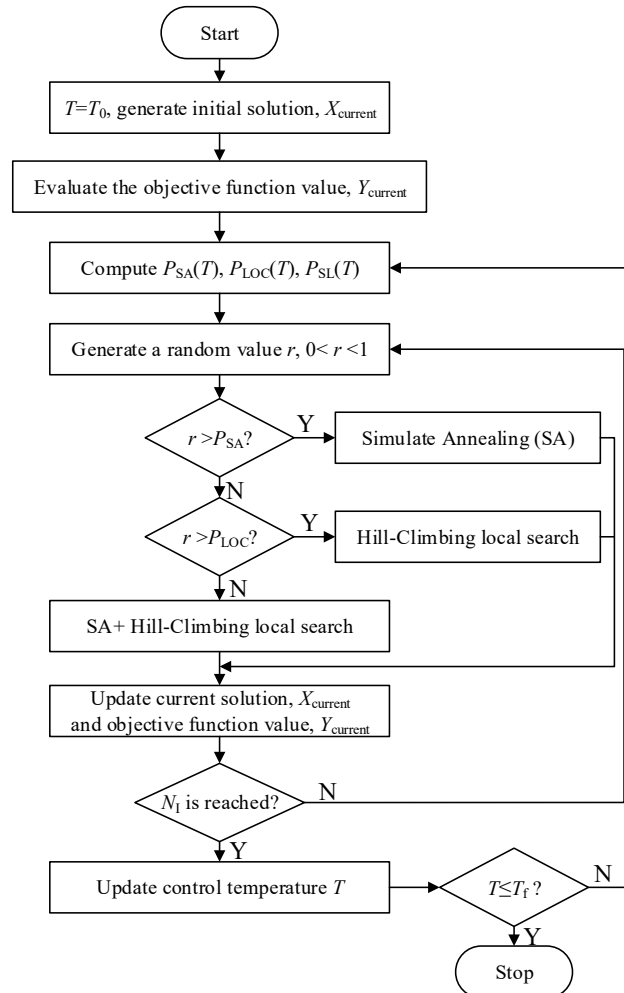 Start
T=T0, generate initial solution, Xcurrent
Evaluate the objective function value, Ycurrent
Compute PSA(T), PLOC(T), PSL(T)
Generate a random value r, 0< r <1
r >PSA?
Y
Simulate Annealing (SA)
N
r >PLOC?
Y
Hill-Climbing local search
N
SA+ Hill-Climbing local search
Update current solution, Xcurrent
and objective function value, Ycurrent
NI is reached?
N
Y
Update control temperature T
T≤Tf ?
N
Y
Stop